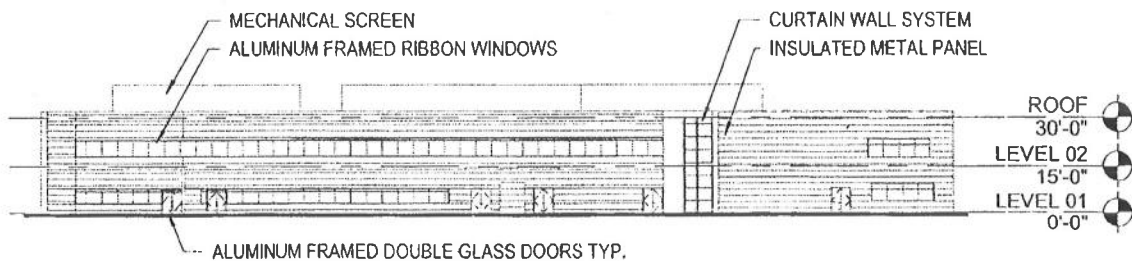 MECHANICAL SCREEN
ALUMINUM FRAMED RIBBON WINDOWS
CURTAIN WALL SYSTEM
INSULATED METAL PANEL
ROOF
30'-0"
LEVEL 02
15'-0"
LEVEL 01
0'-0"
ALUMINUM FRAMED DOUBLE GLASS DOORS TYP.